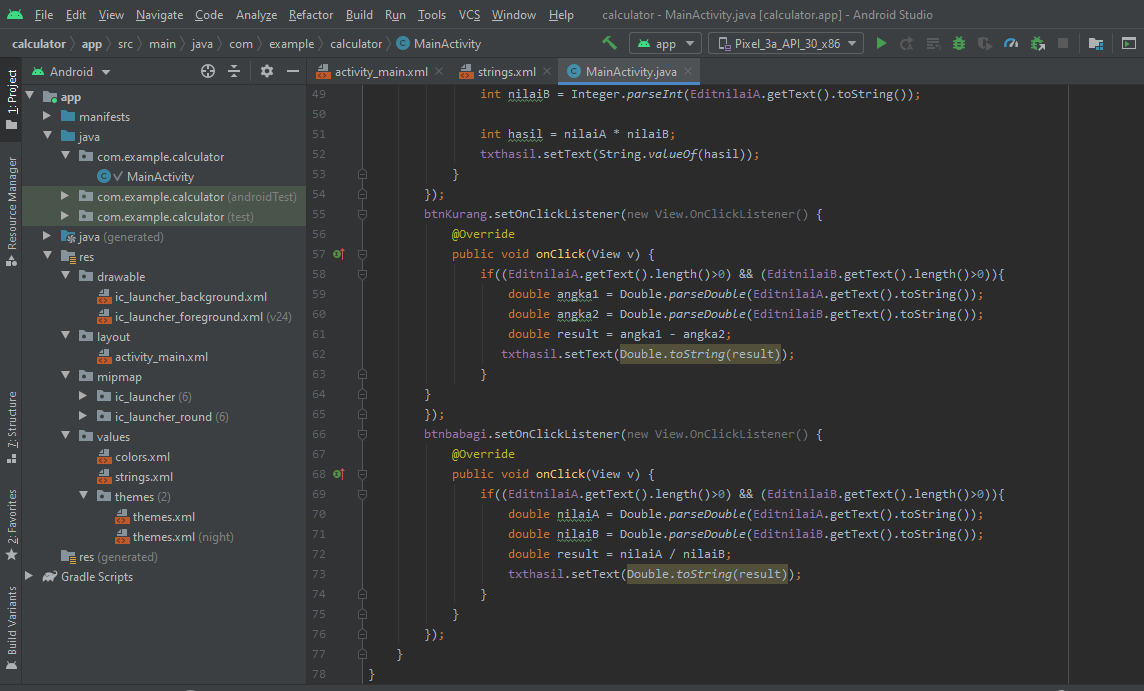 File Edit View Navigate Code Analyze Refactor Build Run Tools VCS Window Help calculator - MainActivity.java [calculator.app] - Android Studio
calculator app src main java com example calculator MainActivity app Pixel_3a_API_30_x86
Android activity_main.xml strings.xml MainActivity.java
1: Project
Resource Manager
7: Structure
2: Favorites
Build Variants
app
manifests
java
com.example.calculator
MainActivity
com.example.calculator (androidTest)
com.example.calculator (test)
java (generated)
res
drawable
ic_launcher_background.xml
ic_launcher_foreground.xml (v24)
layout
activity_main.xml
mipmap
ic_launcher (6)
ic_launcher_round (6)
values
colors.xml
strings.xml
themes (2)
themes.xml
themes.xml (night)
res (generated)
Gradle Scripts
49 int nilaiB = Integer.parseInt(EditnilaiA.getText().toString());
50
51 int hasil = nilaiA * nilaiB;
52 txthasil.setText(String.valueOf(hasil));
53 }
54 });
55 btnKurang.setOnClickListener(new View.OnClickListener() {
56 @Override
57 public void onClick(View v) {
58 if((EditnilaiA.getText().length()>0) && (EditnilaiB.getText().length()>0)){
59 double angka1 = Double.parseDouble(EditnilaiA.getText().toString());
60 double angka2 = Double.parseDouble(EditnilaiB.getText().toString());
61 double result = angka1 - angka2;
62 txthasil.setText(Double.toString(result));
63 }
64 }
65 });
66 btnbabagi.setOnClickListener(new View.OnClickListener() {
67 @Override
68 public void onClick(View v) {
69 if((EditnilaiA.getText().length()>0) && (EditnilaiB.getText().length()>0)){
70 double nilaiA = Double.parseDouble(EditnilaiA.getText().toString());
71 double nilaiB = Double.parseDouble(EditnilaiB.getText().toString());
72 double result = nilaiA / nilaiB;
73 txthasil.setText(Double.toString(result));
74 }
75 }
76 });
77 }
78 }